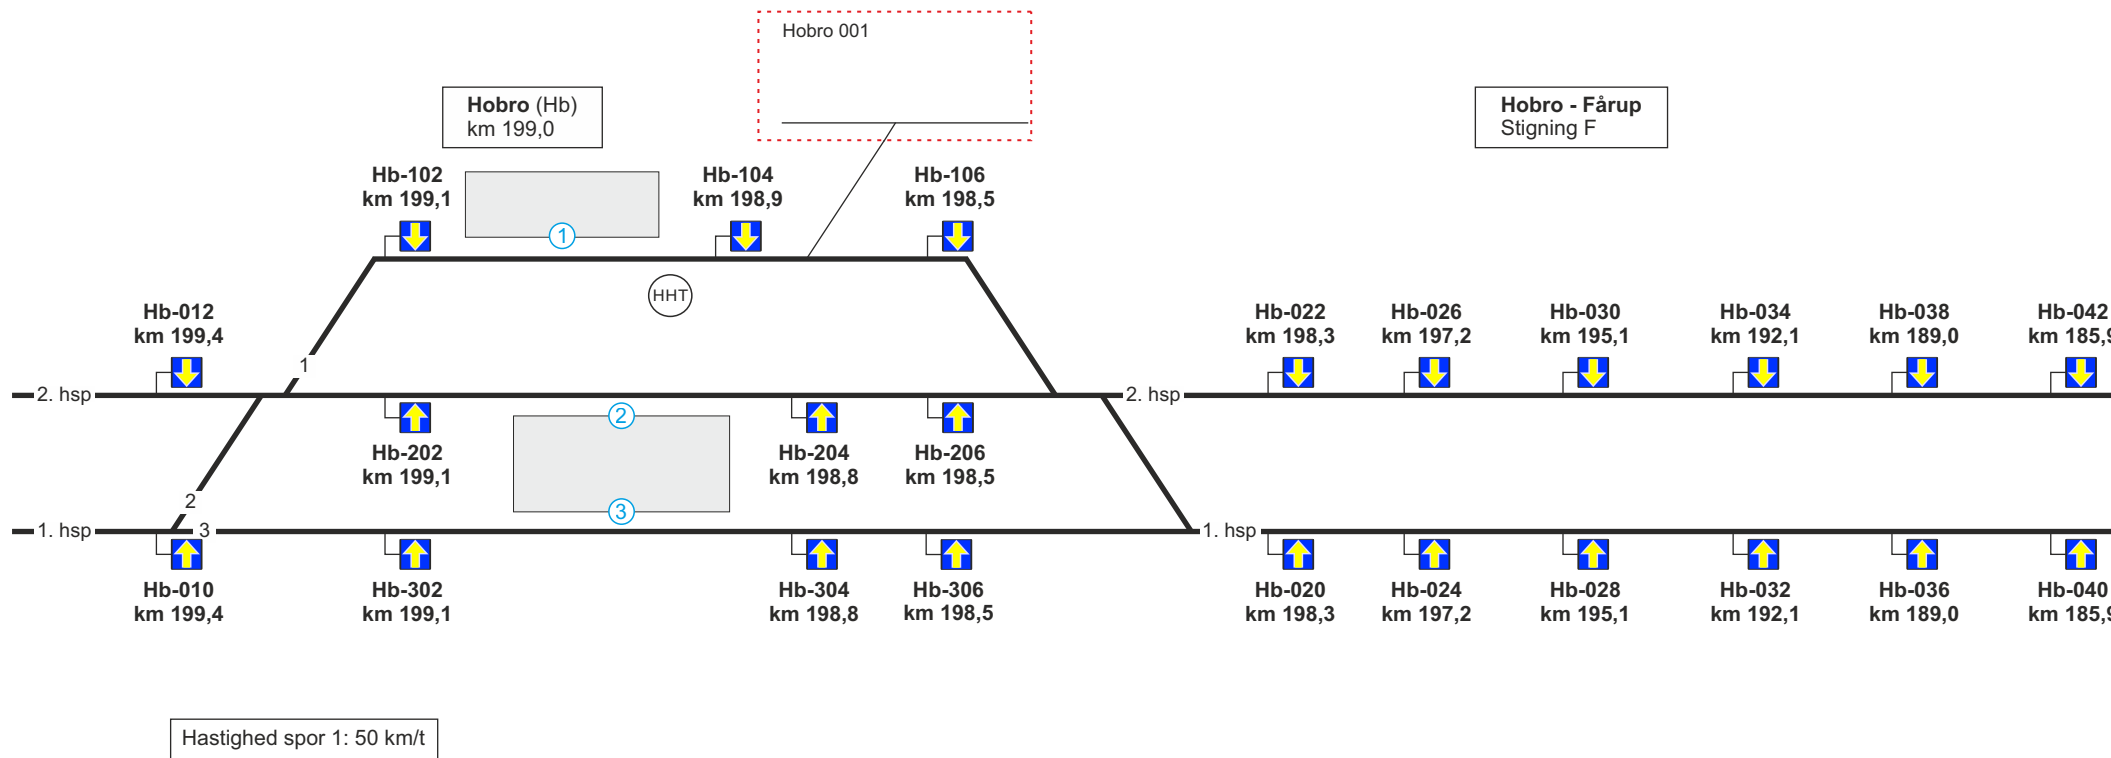 Hobro 001
Hobro (Hb)
km 199,0
Hobro - Fårup
Stigning F
Hb-102
km 199,1
Hb-104
km 198,9
Hb-106
km 198,5
1
HHT
Hb-012
km 199,4
Hb-022
km 198,3
Hb-026
km 197,2
Hb-030
km 195,1
Hb-034
km 192,1
Hb-038
km 189,0
Hb-042
km 185,9
1
2. hsp
2
2. hsp
Hb-202
km 199,1
Hb-204
km 198,8
Hb-206
km 198,5
2
3
1. hsp
3
1. hsp
Hb-010
km 199,4
Hb-302
km 199,1
Hb-304
km 198,8
Hb-306
km 198,5
Hb-020
km 198,3
Hb-024
km 197,2
Hb-028
km 195,1
Hb-032
km 192,1
Hb-036
km 189,0
Hb-040
km 185,9
Hastighed spor 1: 50 km/t